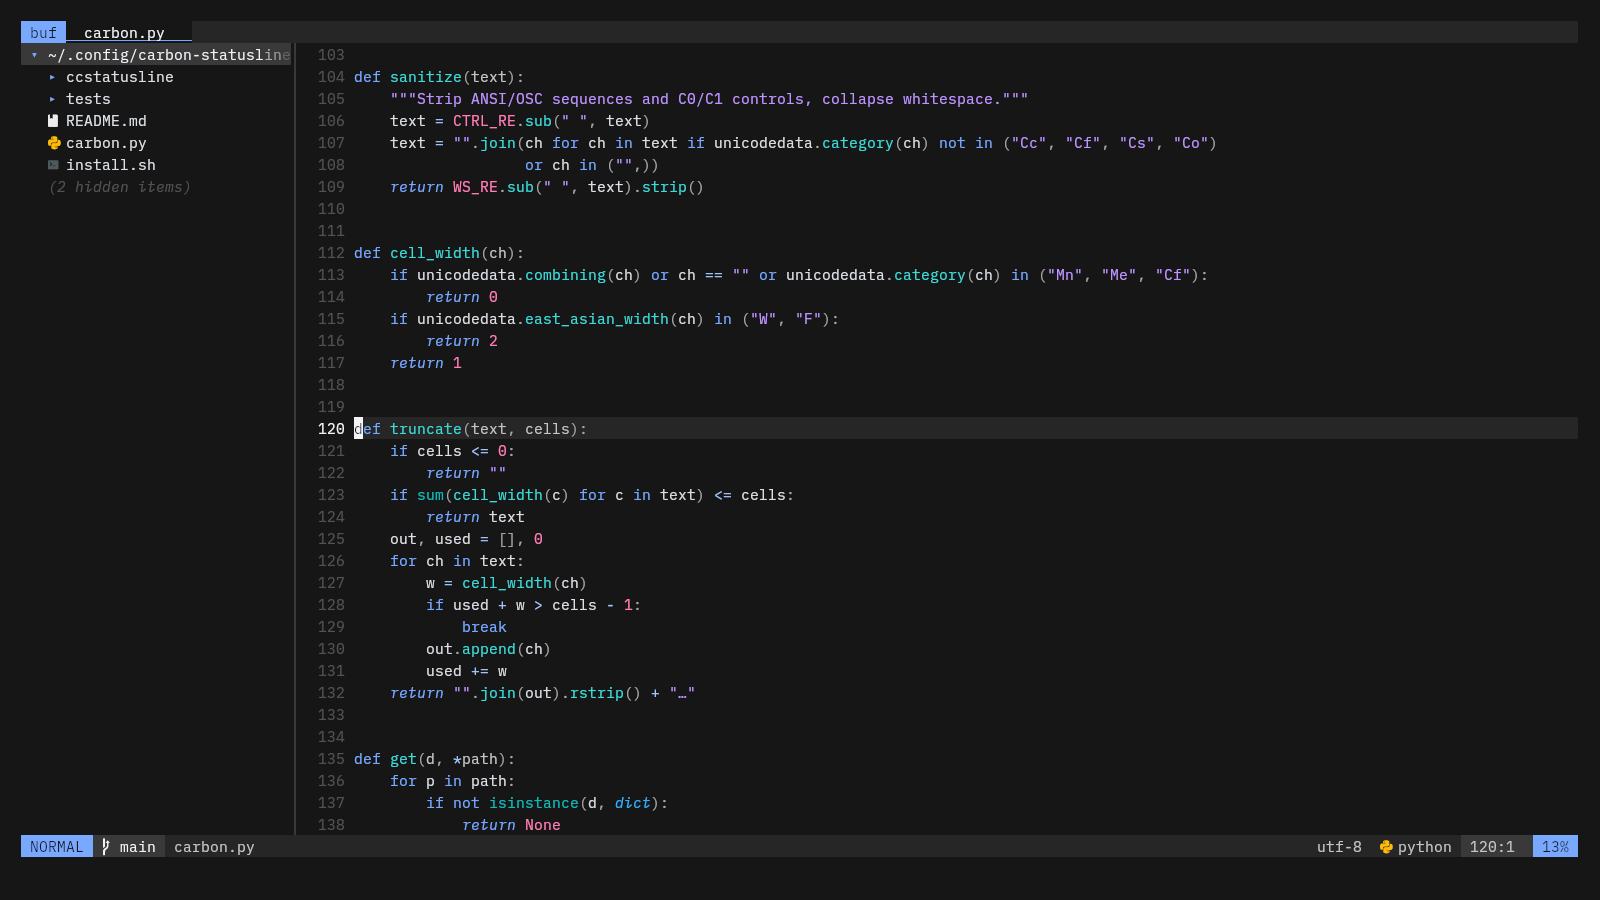 buf carbon.py
~/.config/carbon-statusline
ccstatusline
tests
README.md
carbon.py
install.sh
(2 hidden items)
103
104 def sanitize(text):
105     """Strip ANSI/OSC sequences and C0/C1 controls, collapse whitespace."""
106     text = CTRL_RE.sub(" ", text)
107     text = "".join(ch for ch in text if unicodedata.category(ch) not in ("Cc", "Cf", "Cs", "Co")
108                    or ch in ("",))
109     return WS_RE.sub(" ", text).strip()
110
111
112 def cell_width(ch):
113     if unicodedata.combining(ch) or ch == "" or unicodedata.category(ch) in ("Mn", "Me", "Cf"):
114         return 0
115     if unicodedata.east_asian_width(ch) in ("W", "F"):
116         return 2
117     return 1
118
119
120 def truncate(text, cells):
121     if cells <= 0:
122         return ""
123     if sum(cell_width(c) for c in text) <= cells:
124         return text
125     out, used = [], 0
126     for ch in text:
127         w = cell_width(ch)
128         if used + w > cells - 1:
129             break
130         out.append(ch)
131         used += w
132     return "".join(out).rstrip() + "…"
133
134
135 def get(d, *path):
136     for p in path:
137         if not isinstance(d, dict):
138             return None
NORMAL main carbon.py utf-8 python 120:1 13%